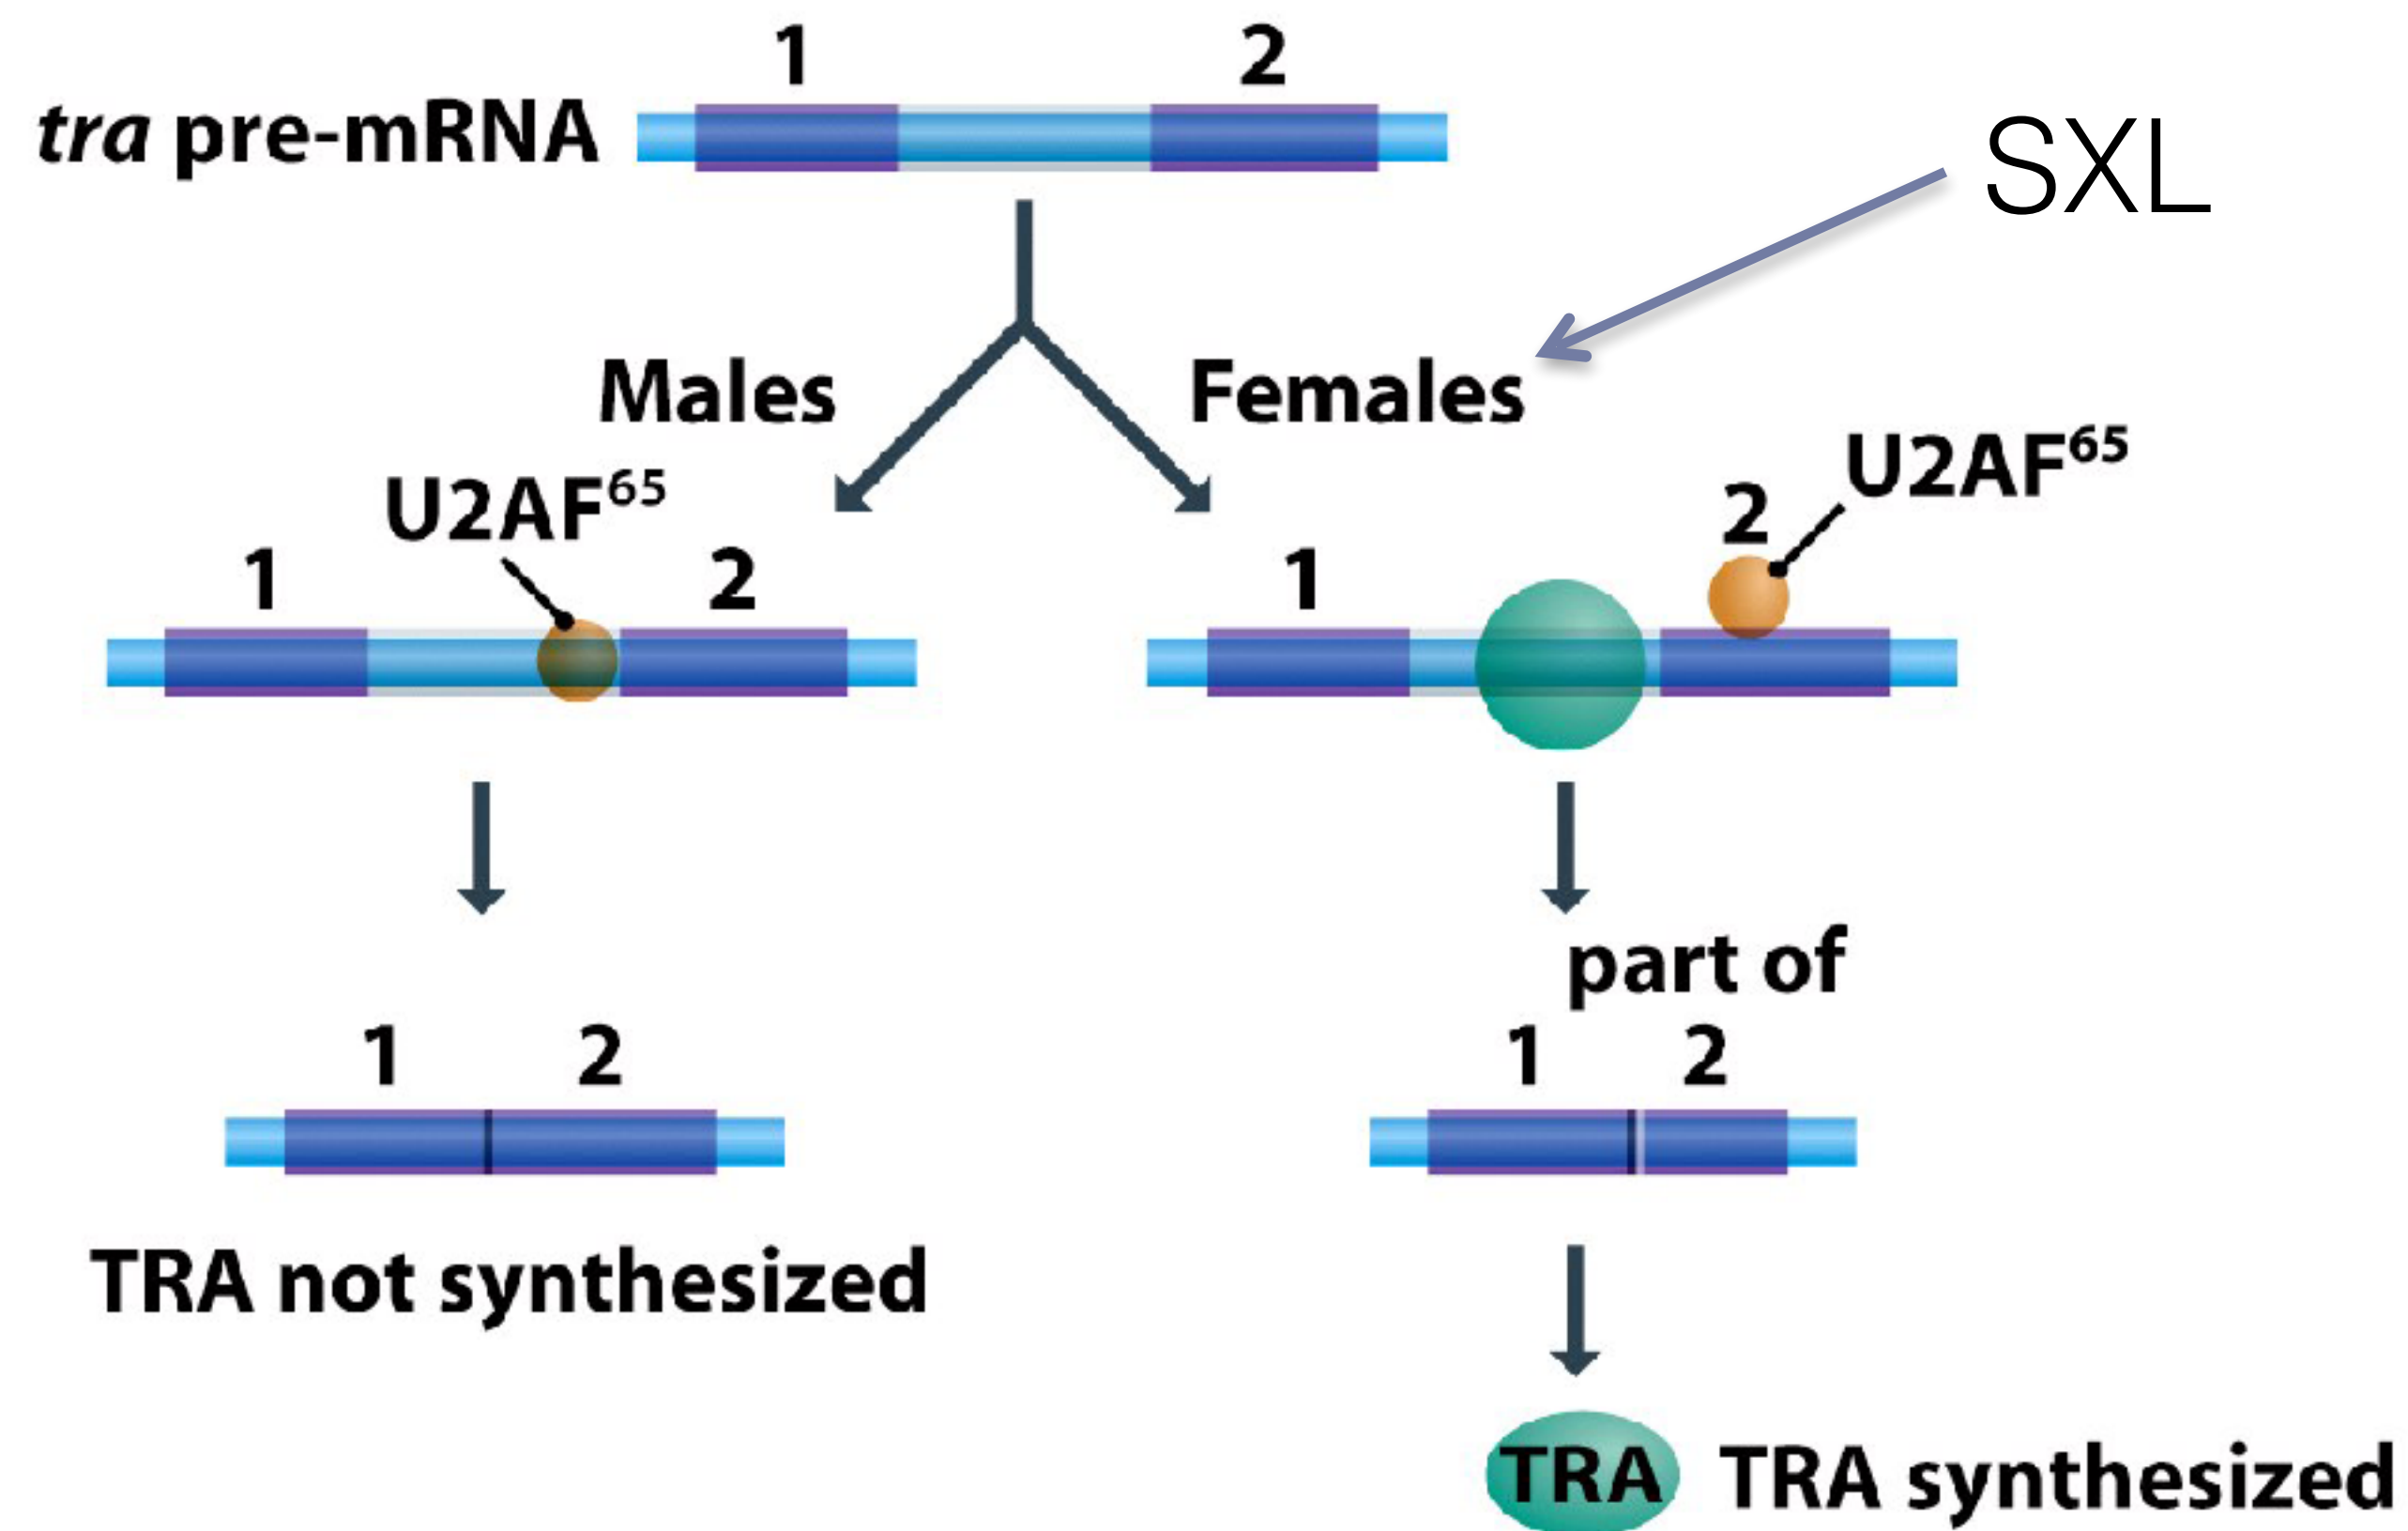 1 2
tra pre-mRNA
SXL
Males Females
U2AF⁶⁵
1 2
U2AF⁶⁵
1 2
1 2
TRA not synthesized
part of
1 2
TRA TRA synthesized